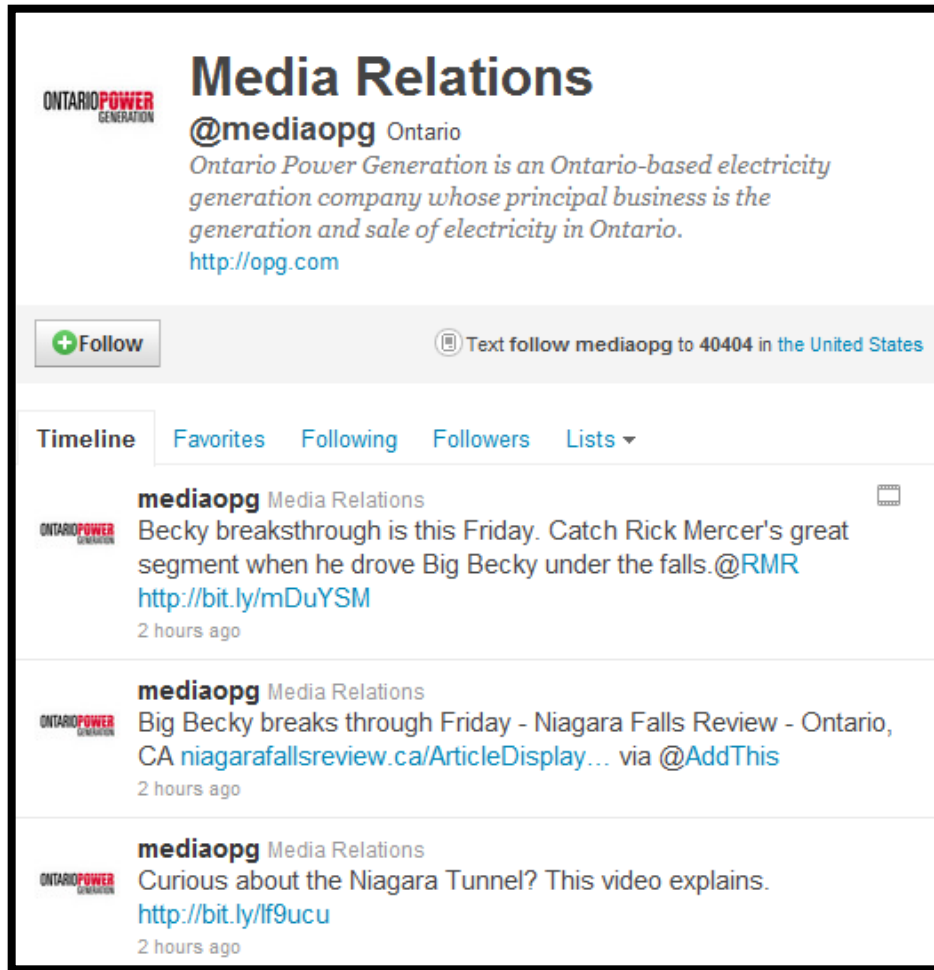 ONTARIOPOWER
GENERATION
Media Relations
@mediaopg Ontario
Ontario Power Generation is an Ontario-based electricity
generation company whose principal business is the
generation and sale of electricity in Ontario.
http://opg.com
Follow
Text follow mediaopg to 40404 in the United States
Timeline Favorites Following Followers Lists
mediaopg Media Relations
ONTARIOPOWER
GENERATION
Becky breaksthrough is this Friday. Catch Rick Mercer's great
segment when he drove Big Becky under the falls.@RMR
http://bit.ly/mDuYSM
2 hours ago
mediaopg Media Relations
ONTARIOPOWER
GENERATION
Big Becky breaks through Friday - Niagara Falls Review - Ontario,
CA niagarafallsreview.ca/ArticleDisplay... via @AddThis
2 hours ago
mediaopg Media Relations
ONTARIOPOWER
GENERATION
Curious about the Niagara Tunnel? This video explains.
http://bit.ly/lf9ucu
2 hours ago